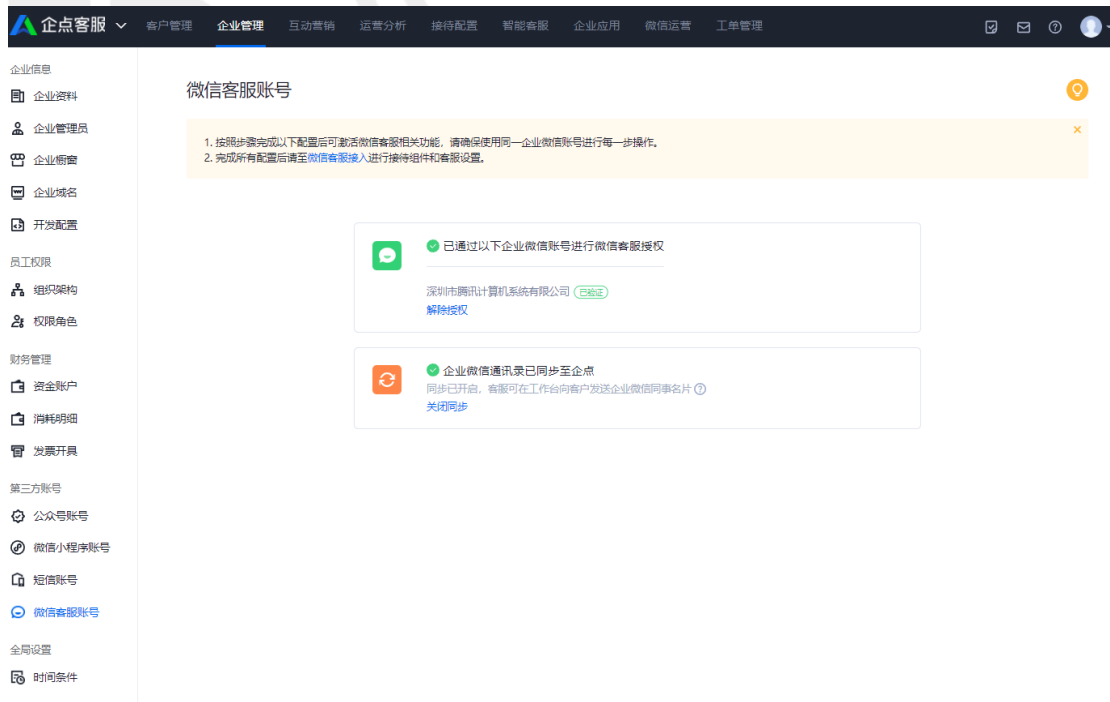 企点客服 客户管理 企业管理 互动营销 运营分析 接待配置 智能客服 企业应用 微信运营 工单管理
企业信息
企业资料
企业管理员
企业橱窗
企业域名
开发配置
员工权限
组织架构
权限角色
财务管理
资金账户
消耗明细
发票开具
第三方账号
公众号账号
微信小程序账号
短信账号
微信客服账号
全局设置
时间条件
微信客服账号
1. 按照步骤完成以下配置后可激活微信客服相关功能，请确保使用同一企业微信账号进行每一步操作。
2. 完成所有配置后请至微信客服接入进行接待组件和客服设置。
已通过以下企业微信账号进行微信客服授权
深圳市腾讯计算机系统有限公司 已验证
解除授权
企业微信通讯录已同步至企点
同步已开启，客服可在工作台向客户发送企业微信同事名片
关闭同步